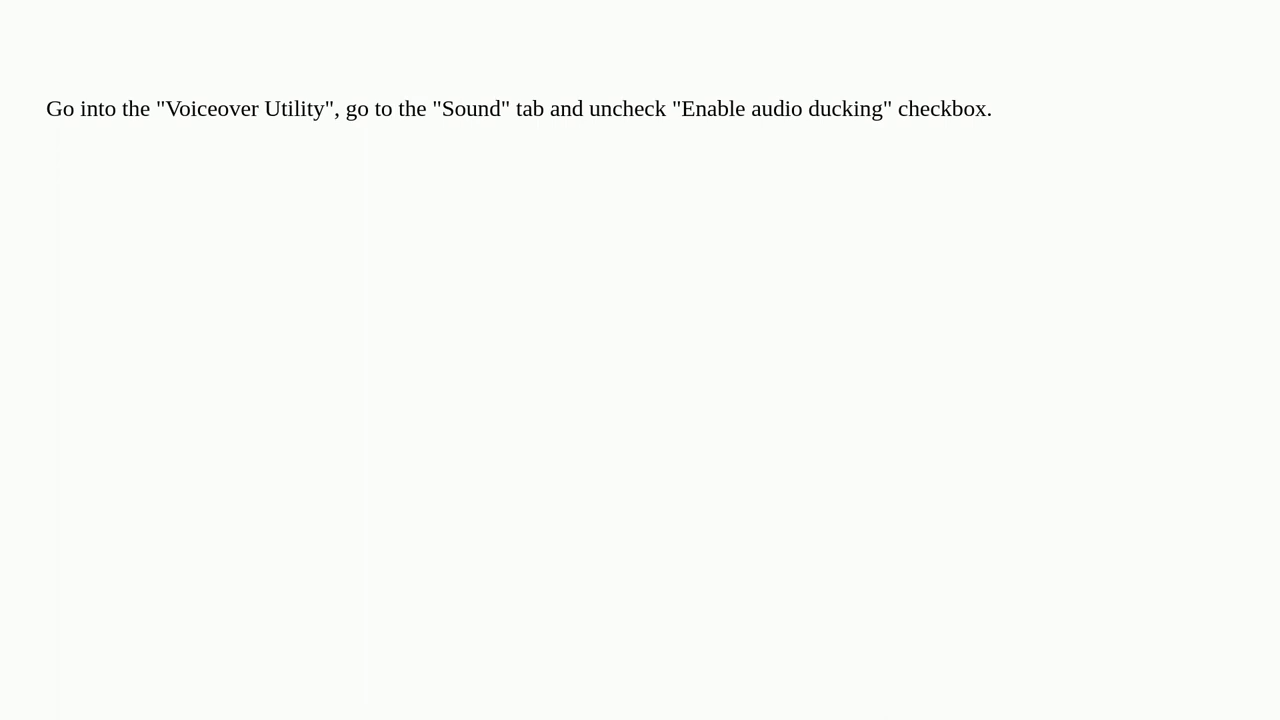 Go into the "Voiceover Utility", go to the "Sound" tab and uncheck "Enable audio ducking" checkbox.